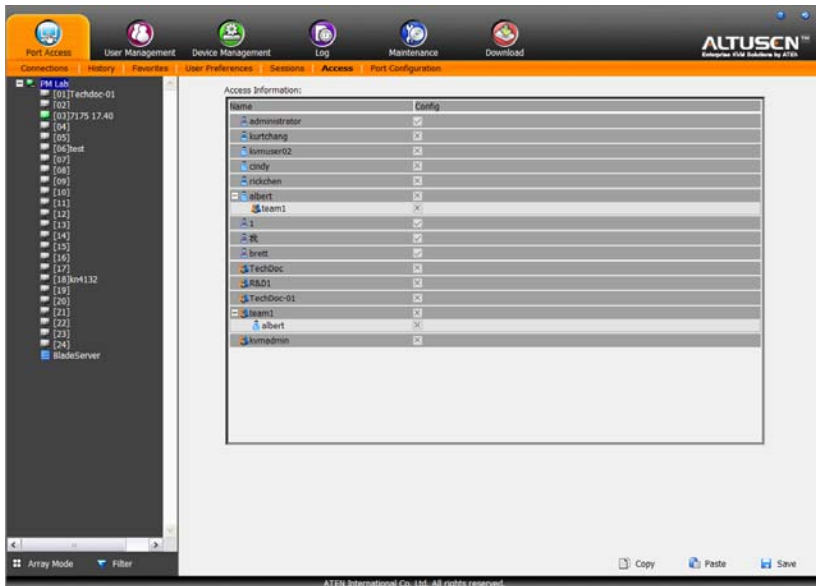 ALTUSEN™
Enterprise KVM Solutions by ATEN
Port Access User Management Device Management Log Maintenance Download
Connections History Favorites User Preferences Sessions Access Port Configuration
PM Lab
[01]Techdoc-01
[02]
[03]7175 17.40
[04]
[05]
[06]test
[07]
[08]
[09]
[10]
[11]
[12]
[13]
[14]
[15]
[16]
[17]
[18]kn4132
[19]
[20]
[21]
[22]
[23]
[24]
BladeServer
Array Mode Filter
Access Information:
Name Config
administrator
kurtchang
kvmuser02
cindy
rickchen
albert
team1
1
我
brett
TechDoc
R&D1
TechDoc-01
team1
albert
kvmadmin
Copy Paste Save
ATEN International Co. Ltd. All rights reserved.